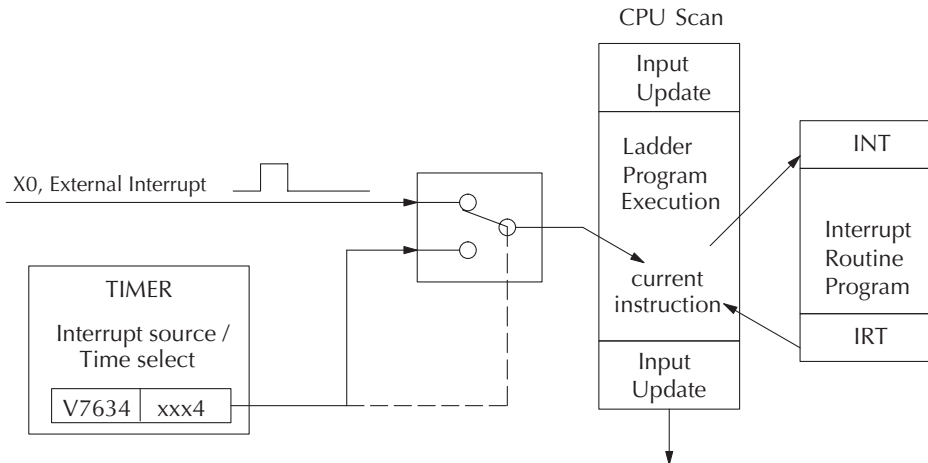 CPU Scan
Input
Update
Ladder
Program
Execution
current
instruction
Input
Update
INT
Interrupt
Routine
Program
IRT
X0, External Interrupt
TIMER
Interrupt source /
Time select
V7634 xxx4